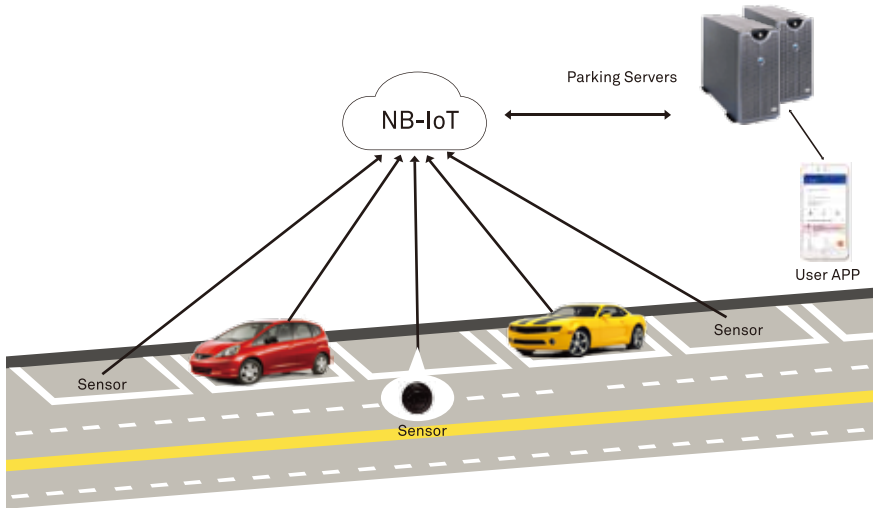 Parking Servers
NB-IoT
User APP
Sensor
Sensor
Sensor